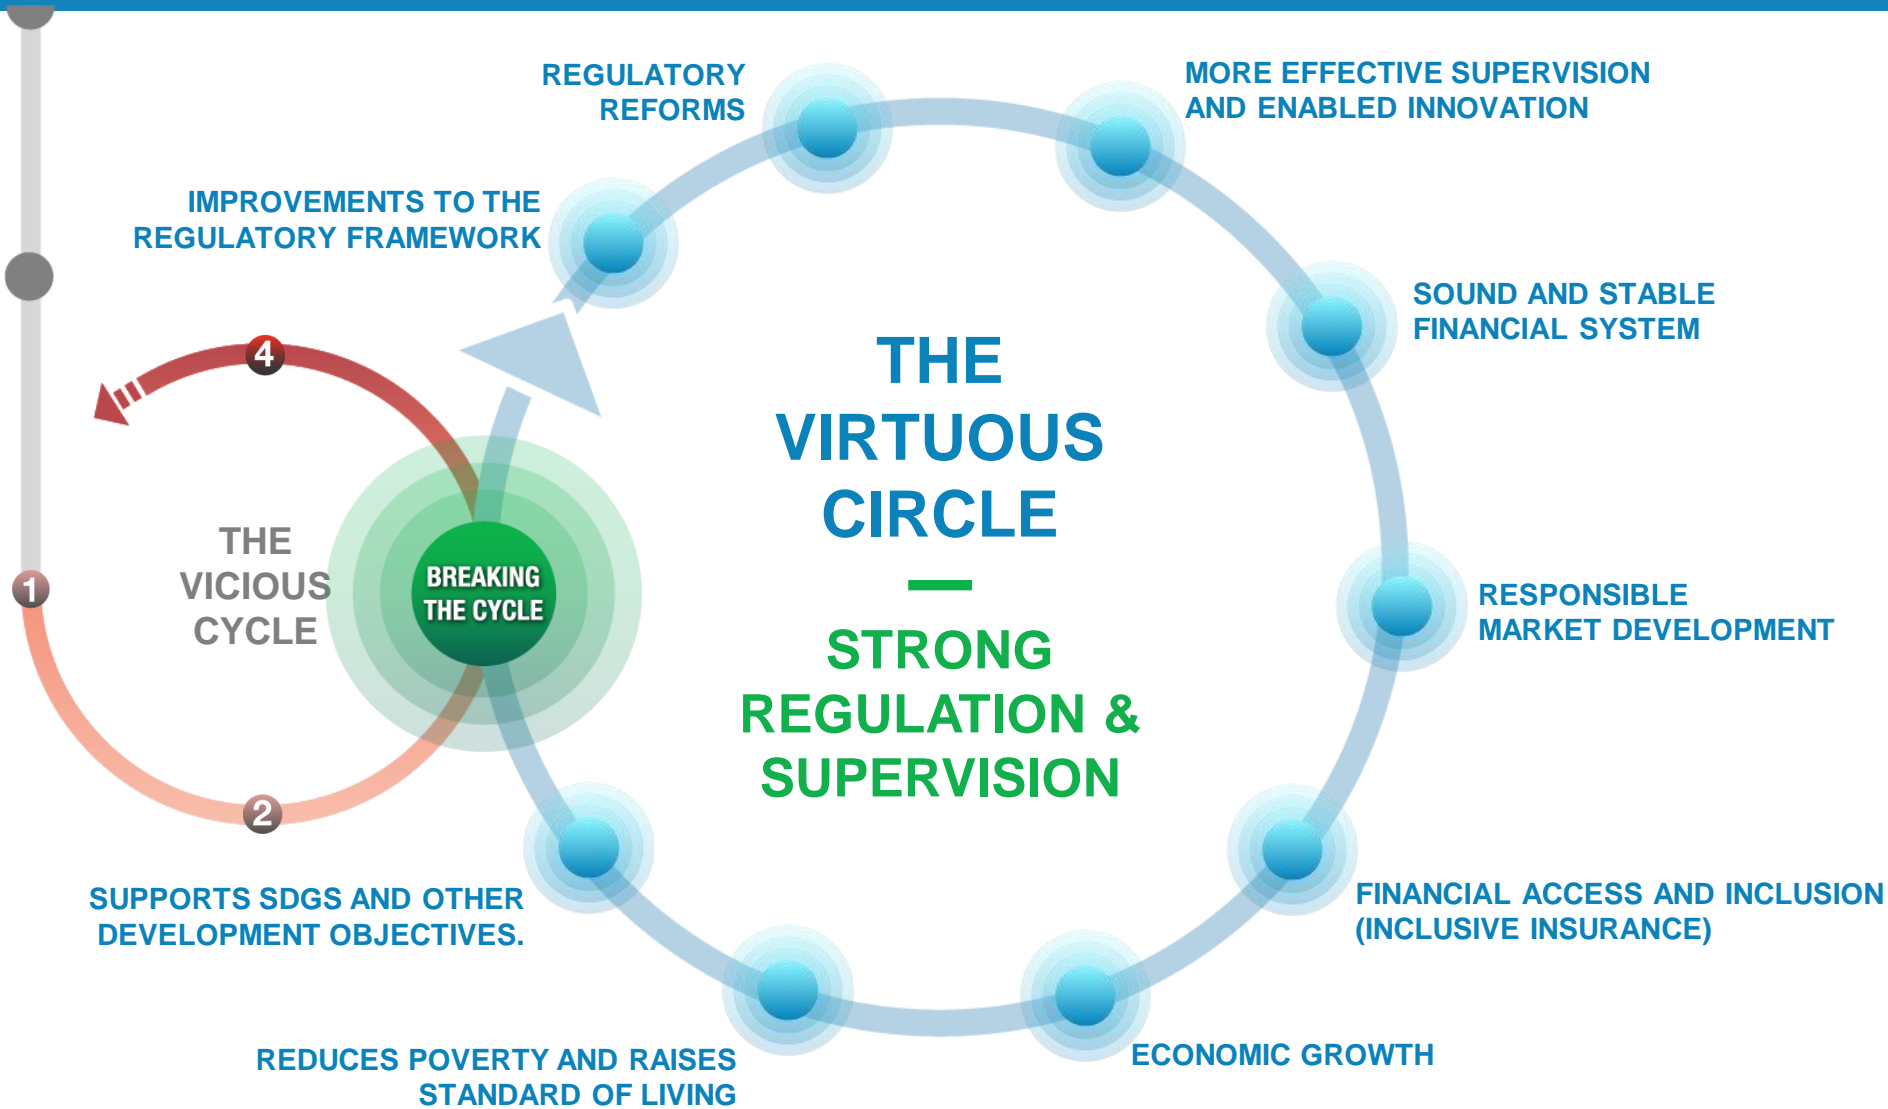 REGULATORY
REFORMS
MORE EFFECTIVE SUPERVISION
AND ENABLED INNOVATION
IMPROVEMENTS TO THE
REGULATORY FRAMEWORK
SOUND AND STABLE
FINANCIAL SYSTEM
4
THE
VIRTUOUS
CIRCLE
THE
VICIOUS
CYCLE
1
BREAKING
THE CYCLE
STRONG
REGULATION &
SUPERVISION
RESPONSIBLE
MARKET DEVELOPMENT
2
SUPPORTS SDGS AND OTHER
DEVELOPMENT OBJECTIVES.
FINANCIAL ACCESS AND INCLUSION
(INCLUSIVE INSURANCE)
REDUCES POVERTY AND RAISES
STANDARD OF LIVING
ECONOMIC GROWTH